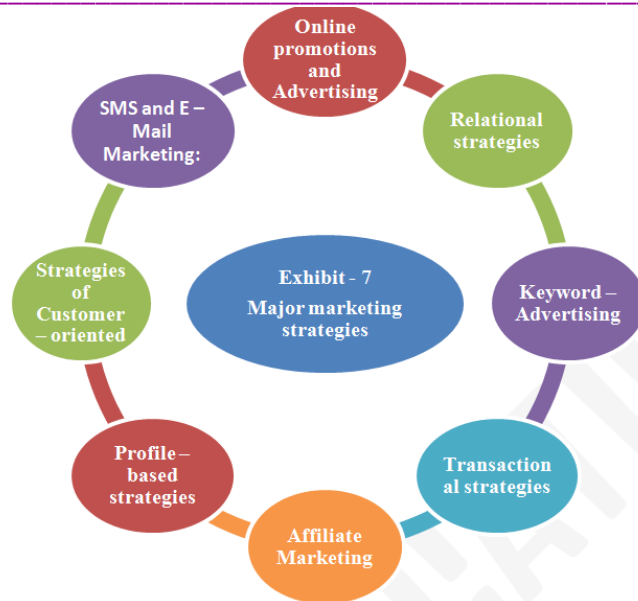 Online
promotions
and
Advertising
Relational
strategies
Keyword –
Advertising
Transaction
al strategies
Affiliate
Marketing
Profile –
based
strategies
Strategies
of
Customer
– oriented
SMS and E –
Mail
Marketing:
Exhibit - 7
Major marketing
strategies